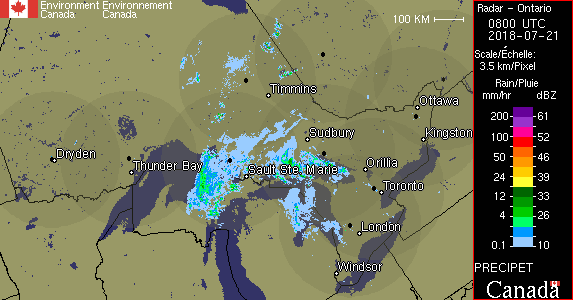 Environment Environnement
Canada Canada
100 KM
Timmins
Ottawa
Sudbury
Kingston
Dryden
Thunder Bay
Sault Ste. Marie
Orillia
Toronto
London
Windsor
Radar - Ontario
0800 UTC
2018-07-21
Scale/Échelle:
3.5 km/Pixel
Rain/Pluie
mm/hr dBZ
200 61
100 52
50 46
24 39
12 33
4 26
2 20
0.1 10
PRECIPET
Canada